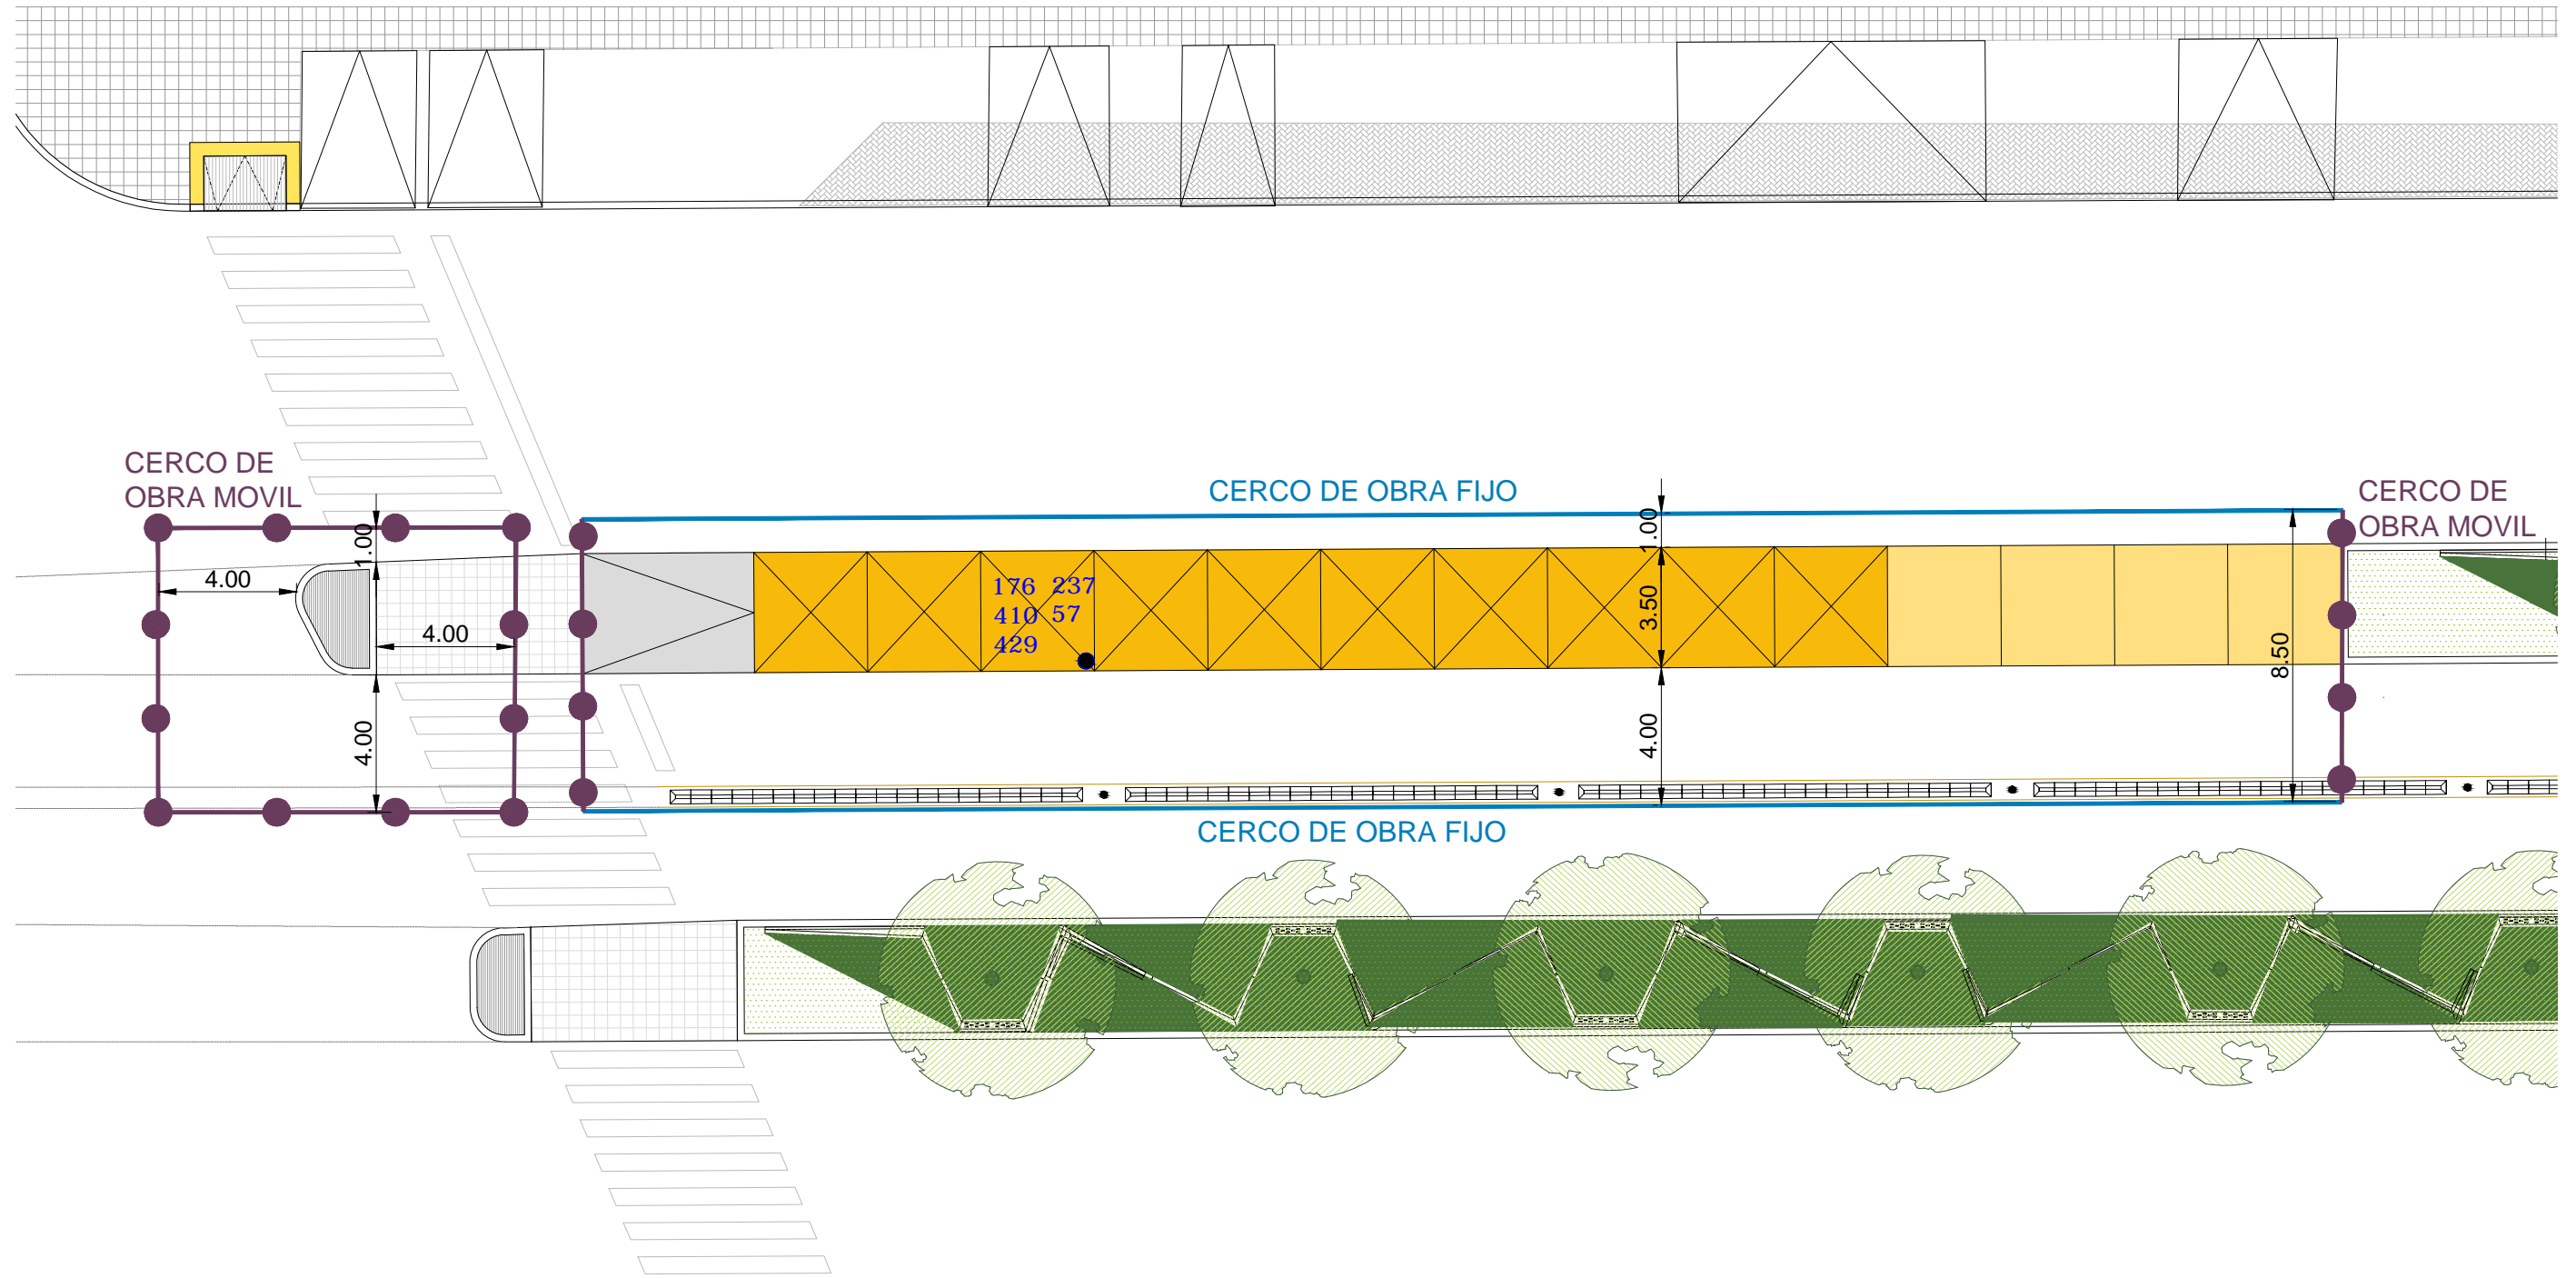 CERCO DE
OBRA MOVIL
CERCO DE OBRA FIJO
CERCO DE
OBRA MOVIL
1.00
1.00
4.00
176 237
410 57
429
3.50
4.00
8.50
4.00
4.00
CERCO DE OBRA FIJO